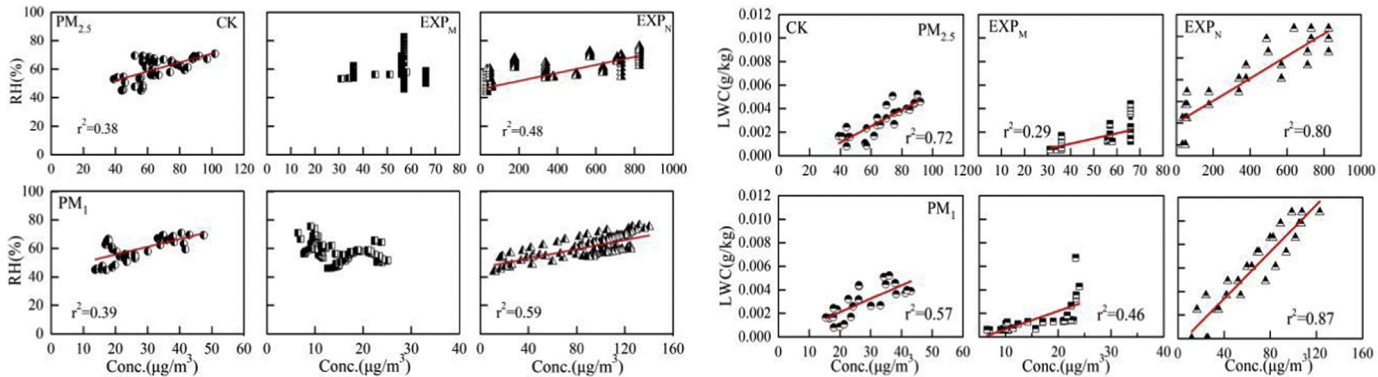 PM2.5 CK EXPM EXPN
RH(%)
100
80
60
40
20
0
r²=0.38
r²=0.48
0 20 40 60 80 100 120
0 20 40 60 80
0 200 400 600 800 1000
PM1
RH(%)
100
80
60
40
20
0
r²=0.39
r²=0.59
0 10 20 30 40 50 60
0 10 20 30 40
0 20 40 60 80 100 120 140 160
Conc.(μg/m³) Conc.(μg/m³) Conc.(μg/m³)
CK PM2.5 EXPM EXPN
LWC(g/kg)
0.012
0.010
0.008
0.006
0.004
0.002
0.000
r²=0.72
r²=0.29
r²=0.80
20 40 60 80 100 120
10 20 30 40 50 60 70 80
0 200 400 600 800 1000
PM1
LWC(g/kg)
0.012
0.010
0.008
0.006
0.004
0.002
0.000
r²=0.57
r²=0.46
r²=0.87
0 10 20 30 40 50 60
10 20 30 40
0 40 80 120 160
Conc.(μg/m³) Conc.(μg/m³) Conc.(μg/m³)